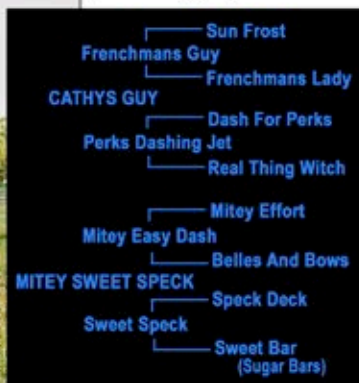 Sun Frost
Frenchmans Guy
Frenchmans Lady
CATHYS GUY
Dash For Perks
Perks Dashing Jet
Real Thing Witch
Mitey Effort
Mitey Easy Dash
Belles And Bows
MITEY SWEET SPECK
Speck Deck
Sweet Speck
Sweet Bar
(Sugar Bars)